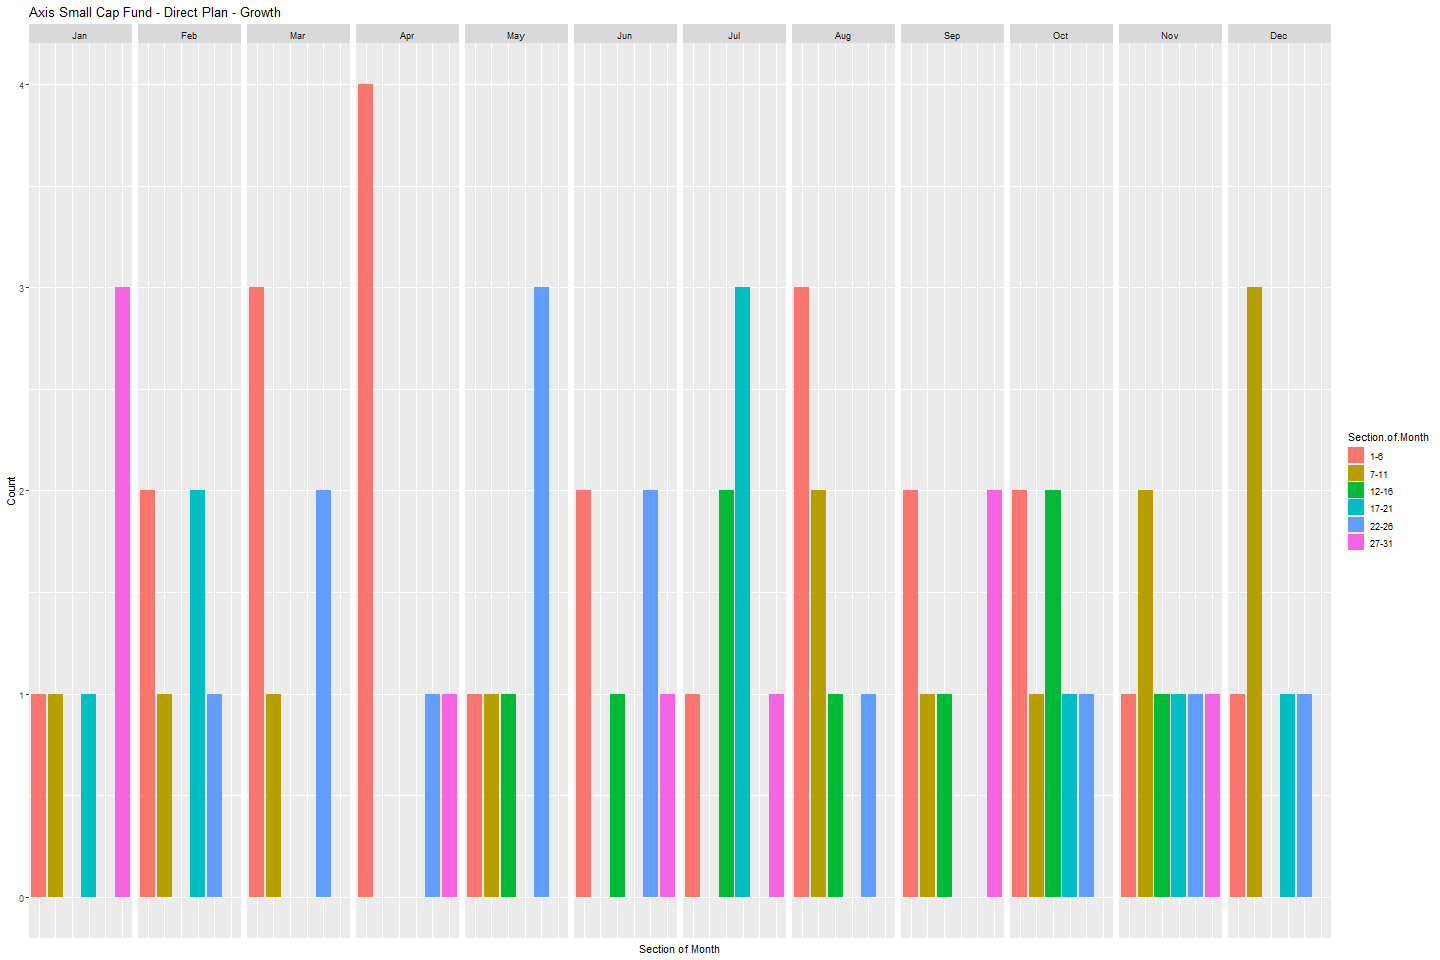 Axis Small Cap Fund - Direct Plan - Growth
Jan Feb Mar Apr May Jun Jul Aug Sep Oct Nov Dec
4
3
2
1
0
Count
Section of Month
Section.of.Month
1-6
7-11
12-16
17-21
22-26
27-31